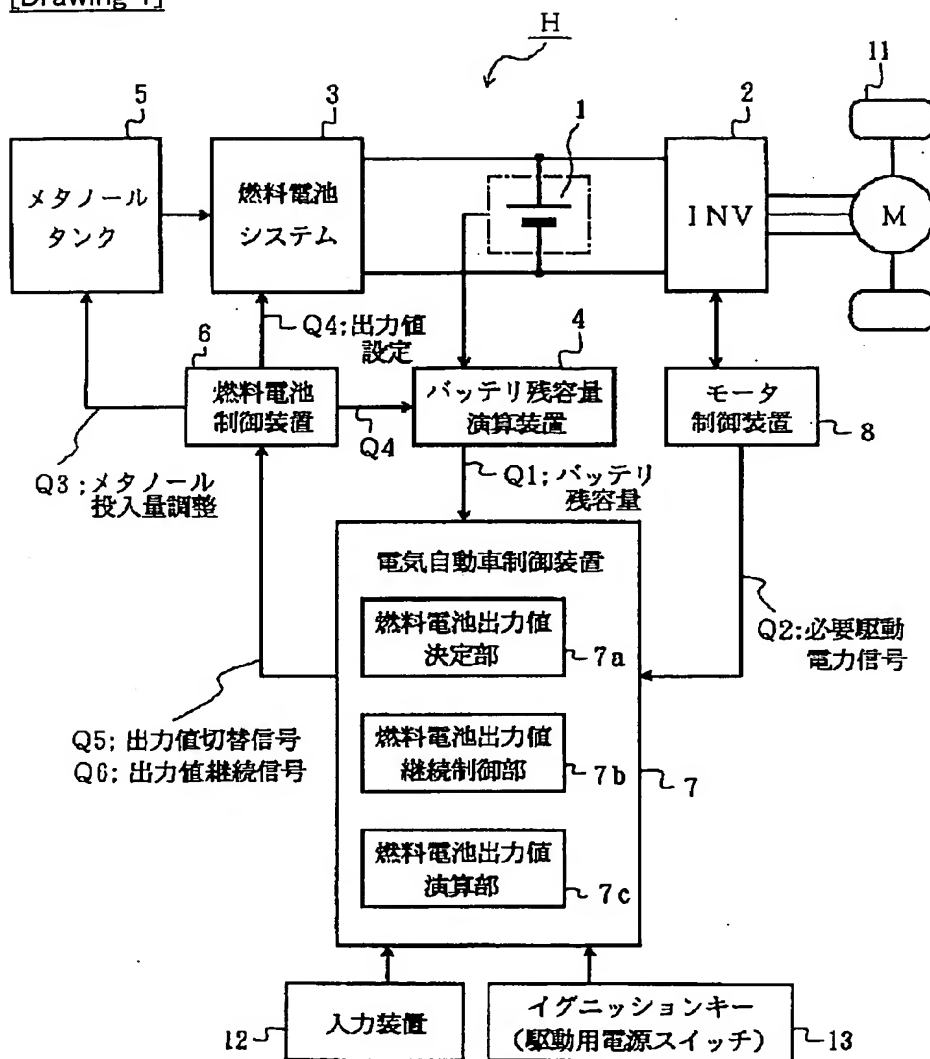 [Drawing 1]
H
11
5
3
1
2
メタノール
タンク
燃料電池
システム
INV
M
Q4;出力値
設定
6
4
燃料電池
制御装置
Q4
バッテリ残容量
演算装置
モータ
制御装置
8
Q3;メタノール
投入量調整
Q1;バッテリ
残容量
電気自動車制御装置
燃料電池出力値
決定部
7a
Q2:必要駆動
電力信号
Q5;出力値切替信号
Q6;出力値継続信号
燃料電池出力値
継続制御部
7b
7
燃料電池出力値
演算部
7c
12
入力装置
イグニッションキー
(駆動用電源スイッチ)
13